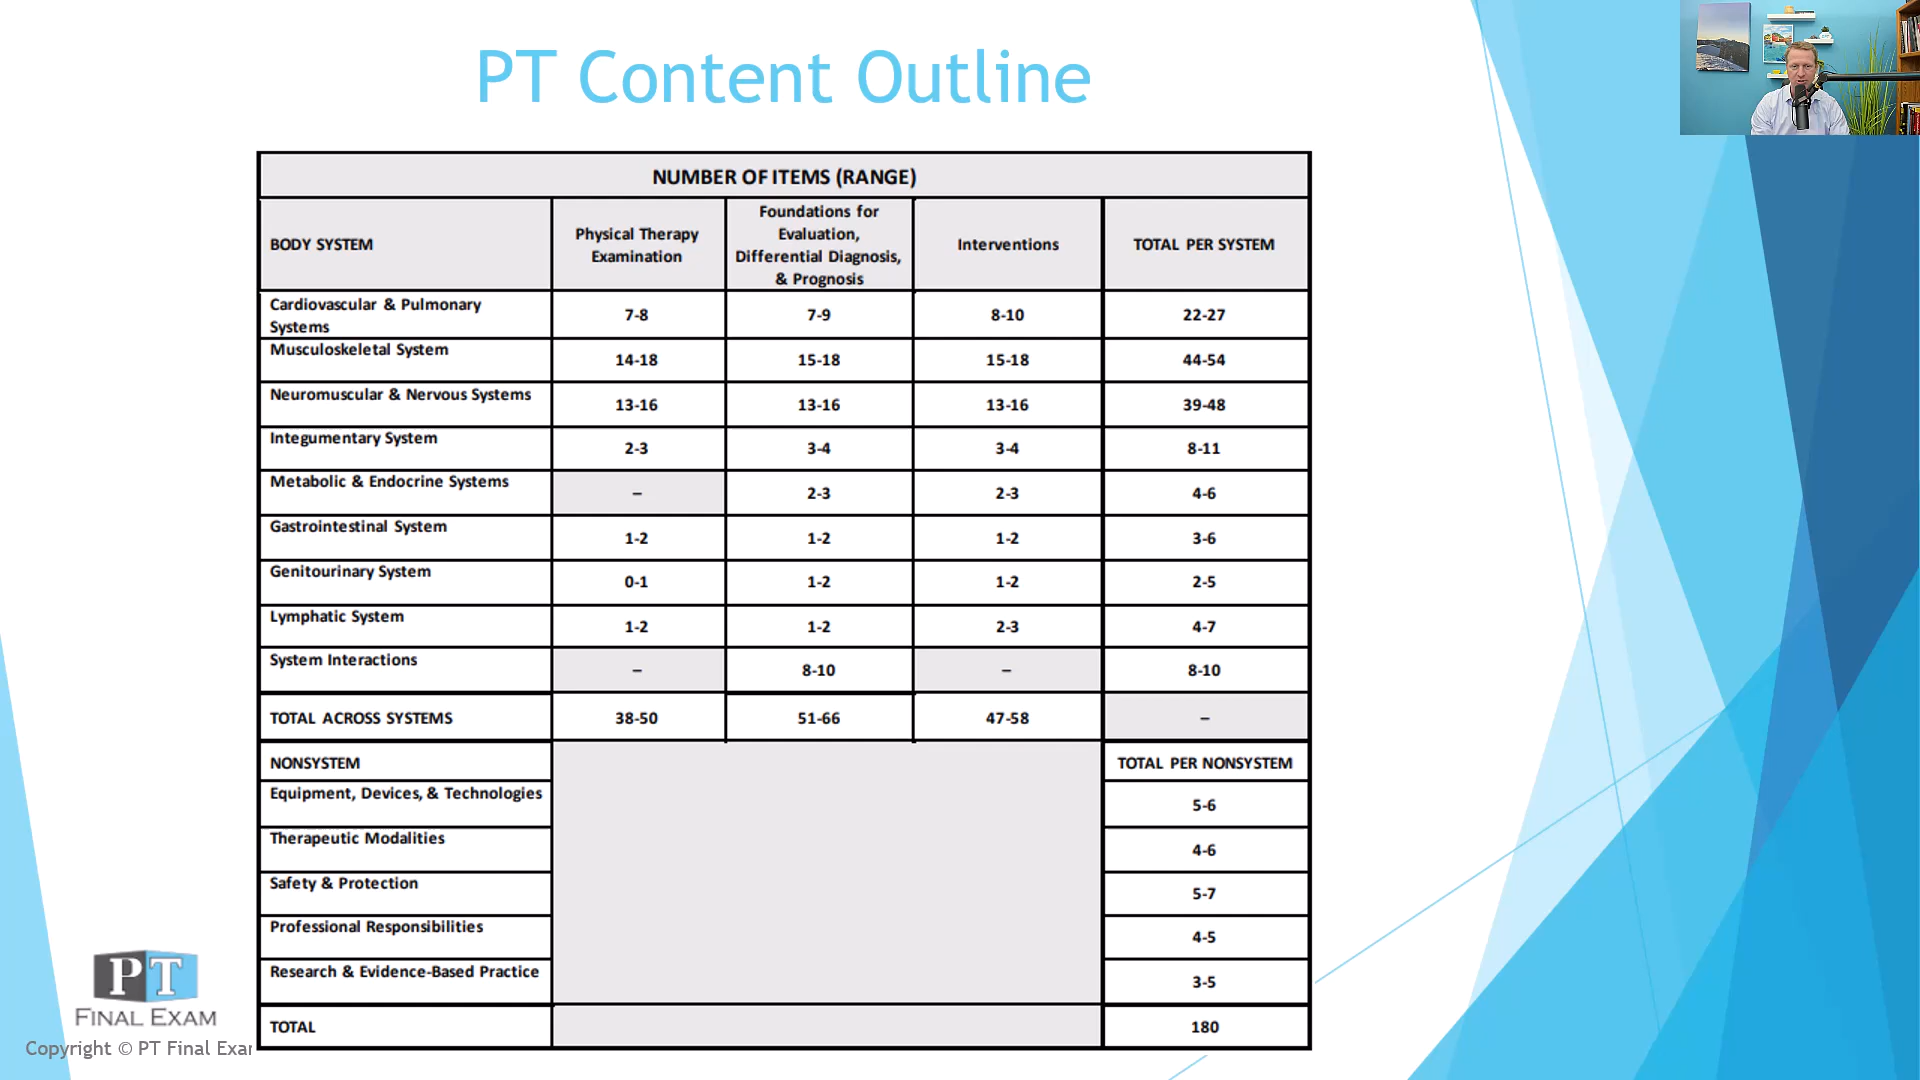 PT Content Outline
NUMBER OF ITEMS (RANGE)
BODY SYSTEM
Physical Therapy
Examination
Foundations for
Evaluation,
Differential Diagnosis,
& Prognosis
Interventions
TOTAL PER SYSTEM
Cardiovascular & Pulmonary
Systems
7-8
7-9
8-10
22-27
Musculoskeletal System
14-18
15-18
15-18
44-54
Neuromuscular & Nervous Systems
13-16
13-16
13-16
39-48
Integumentary System
2-3
3-4
3-4
8-11
Metabolic & Endocrine Systems
–
2-3
2-3
4-6
Gastrointestinal System
1-2
1-2
1-2
3-6
Genitourinary System
0-1
1-2
1-2
2-5
Lymphatic System
1-2
1-2
2-3
4-7
System Interactions
–
8-10
–
8-10
TOTAL ACROSS SYSTEMS
38-50
51-66
47-58
–
NONSYSTEM
TOTAL PER NONSYSTEM
Equipment, Devices, & Technologies
5-6
Therapeutic Modalities
4-6
Safety & Protection
5-7
Professional Responsibilities
4-5
Research & Evidence-Based Practice
3-5
TOTAL
180
PT
FINAL EXAM
Copyright © PT Final Exar